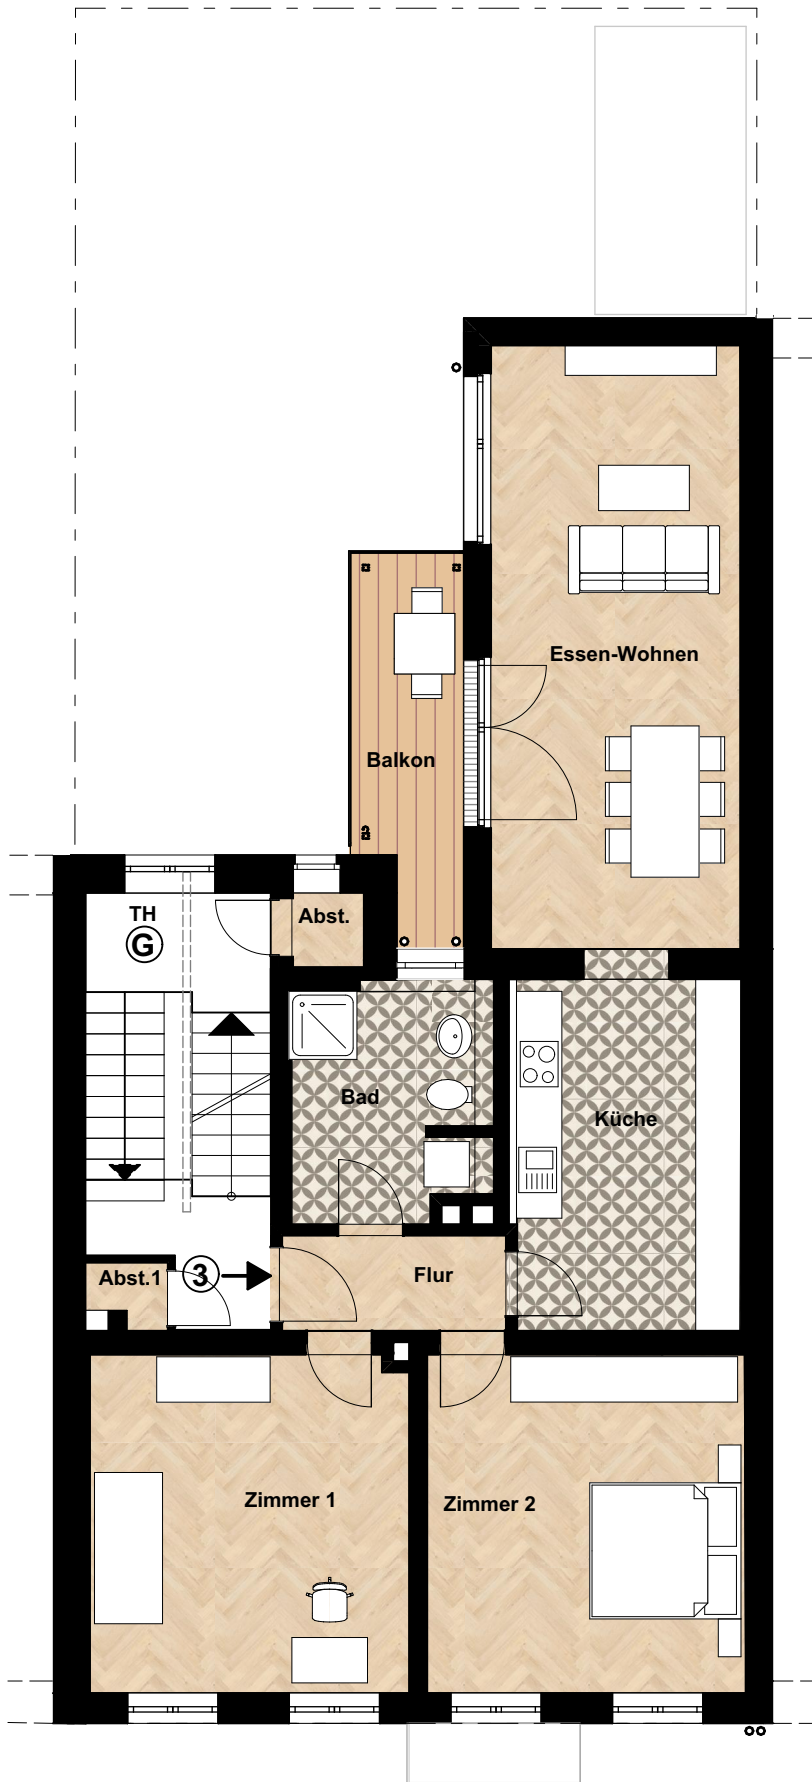 Essen-Wohnen
Balkon
TH
G
Abst.
Bad
Küche
Abst.1
3
Flur
Zimmer 1
Zimmer 2